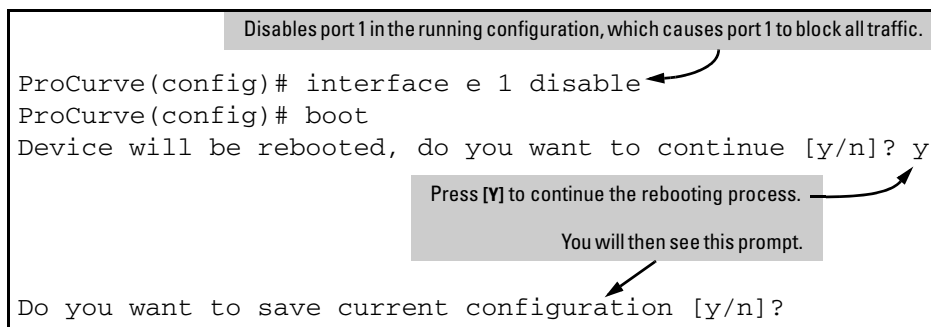 Disables port 1 in the running configuration, which causes port 1 to block all traffic.
ProCurve(config)# interface e 1 disable
ProCurve(config)# boot
Device will be rebooted, do you want to continue [y/n]? y
Press [Y] to continue the rebooting process.
You will then see this prompt.
Do you want to save current configuration [y/n]?